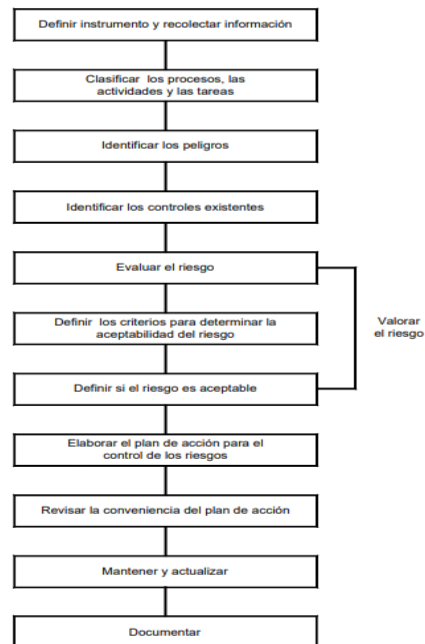 Definir instrumento y recolectar información
Clasificar los procesos, las
actividades y las tareas
Identificar los peligros
Identificar los controles existentes
Evaluar el riesgo
Definir los criterios para determinar la
aceptabilidad del riesgo
Definir si el riesgo es aceptable
Valorar
el riesgo
Elaborar el plan de acción para el
control de los riesgos
Revisar la conveniencia del plan de acción
Mantener y actualizar
Documentar